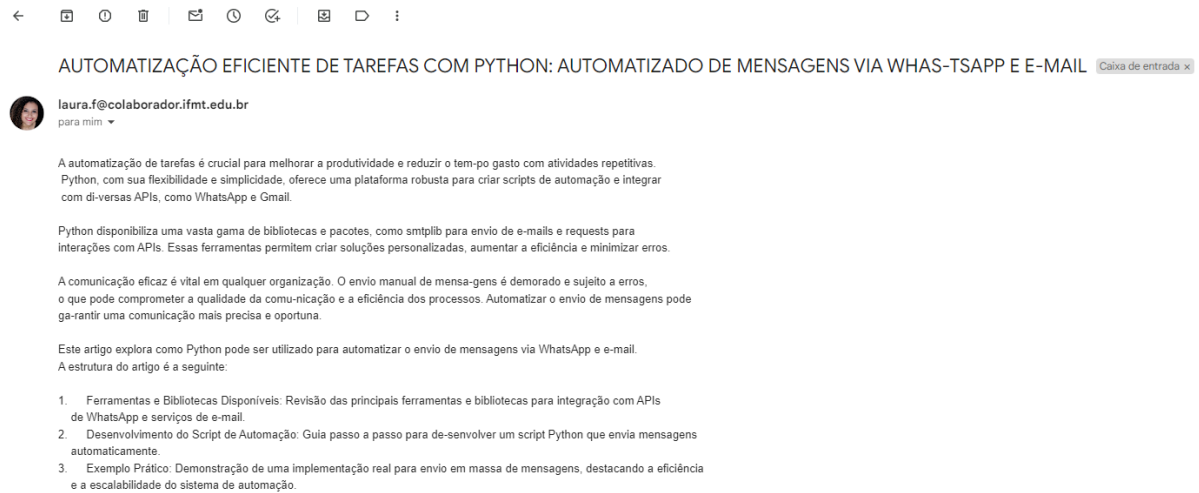 AUTOMATIZAÇÃO EFICIENTE DE TAREFAS COM PYTHON: AUTOMATIZADO DE MENSAGENS VIA WHAS-TSAPP E E-MAIL Caixa de entrada ×
laura.f@colaborador.ifmt.edu.br
para mim
A automatização de tarefas é crucial para melhorar a produtividade e reduzir o tem-po gasto com atividades repetitivas.
Python, com sua flexibilidade e simplicidade, oferece uma plataforma robusta para criar scripts de automação e integrar
com di-versas APIs, como WhatsApp e Gmail.
Python disponibiliza uma vasta gama de bibliotecas e pacotes, como smtplib para envio de e-mails e requests para
interações com APIs. Essas ferramentas permitem criar soluções personalizadas, aumentar a eficiência e minimizar erros.
A comunicação eficaz é vital em qualquer organização. O envio manual de mensa-gens é demorado e sujeito a erros,
o que pode comprometer a qualidade da comu-nicação e a eficiência dos processos. Automatizar o envio de mensagens pode
ga-rantir uma comunicação mais precisa e oportuna.
Este artigo explora como Python pode ser utilizado para automatizar o envio de mensagens via WhatsApp e e-mail.
A estrutura do artigo é a seguinte:
1. Ferramentas e Bibliotecas Disponíveis: Revisão das principais ferramentas e bibliotecas para integração com APIs
de WhatsApp e serviços de e-mail.
2. Desenvolvimento do Script de Automação: Guia passo a passo para de-senvolver um script Python que envia mensagens
automaticamente.
3. Exemplo Prático: Demonstração de uma implementação real para envio em massa de mensagens, destacando a eficiência
e a escalabilidade do sistema de automação.